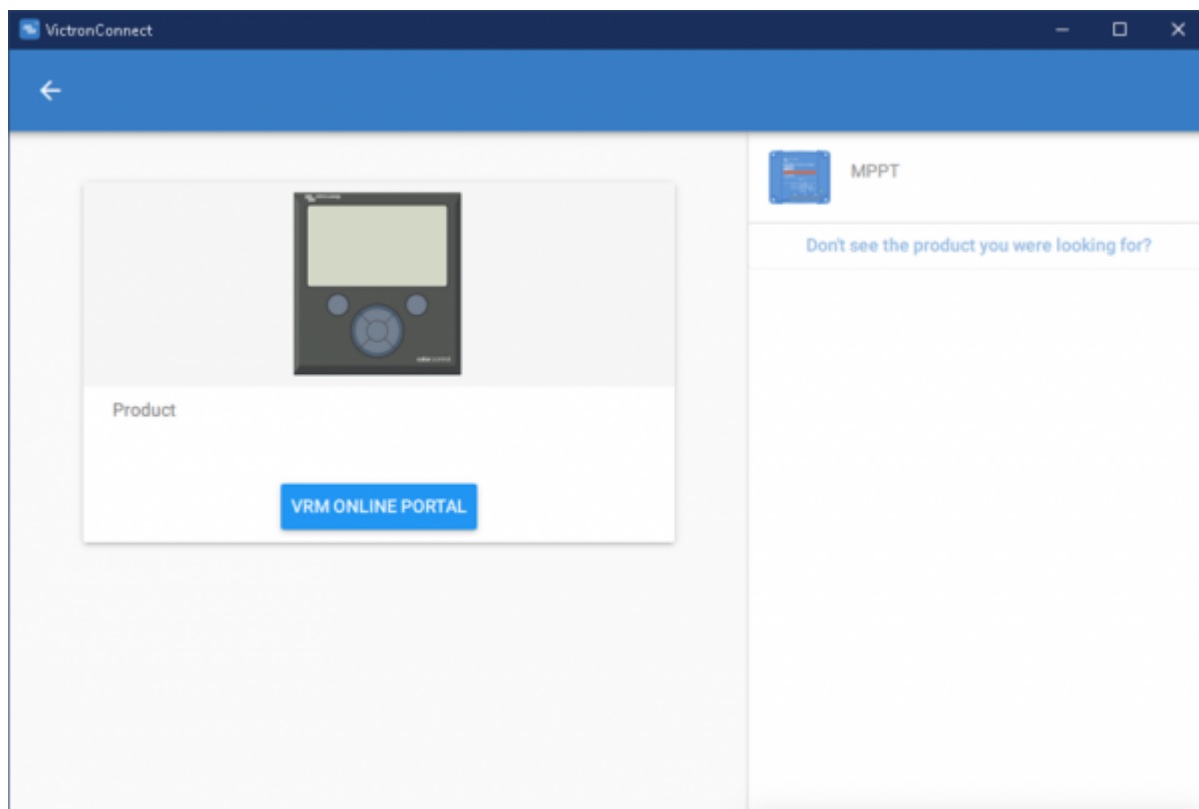 VictronConnect
Product
VRM ONLINE PORTAL
MPPT
Don't see the product you were looking for?